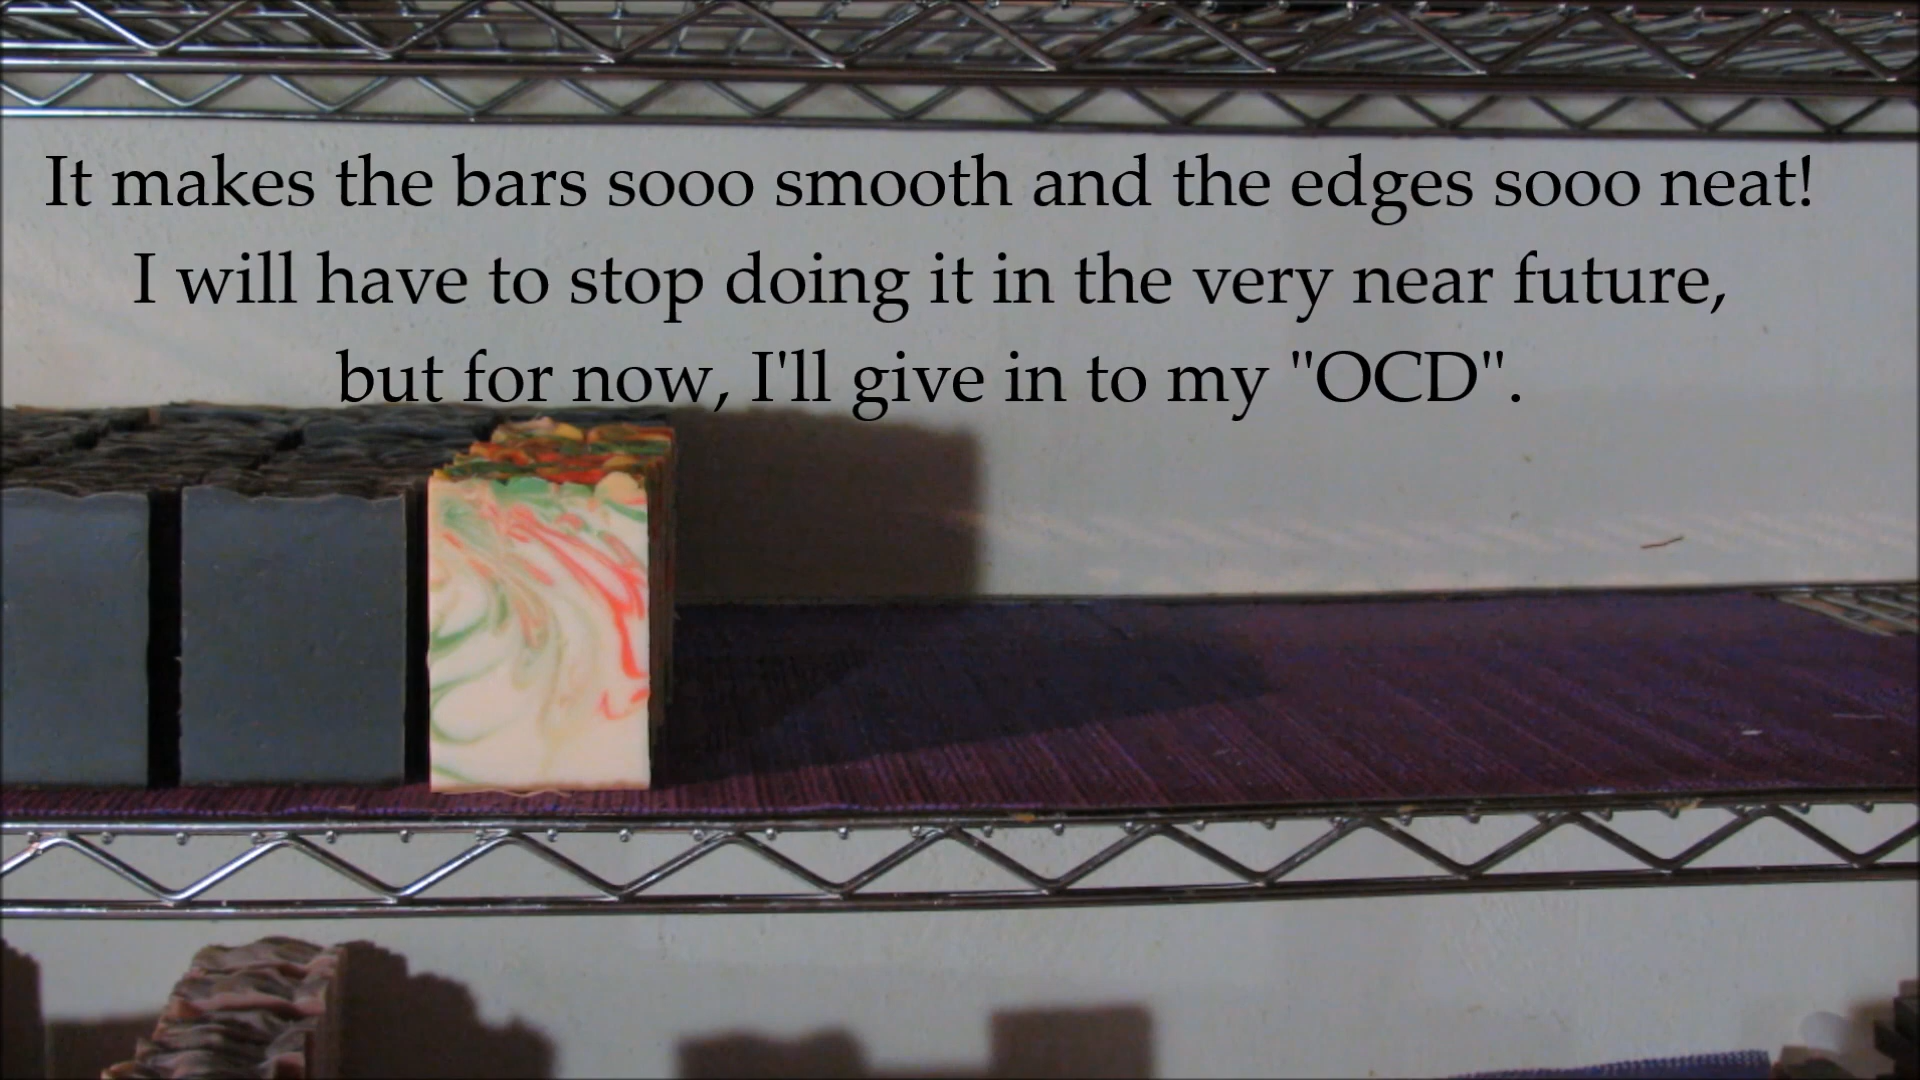 It makes the bars sooo smooth and the edges sooo neat!
I will have to stop doing it in the very near future,
but for now, I'll give in to my "OCD".